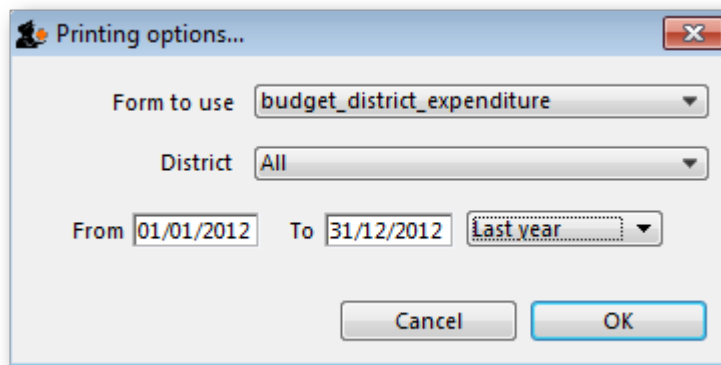 Printing options...
Form to use budget_district_expenditure
District All
From 01/01/2012 To 31/12/2012 Last year
Cancel OK